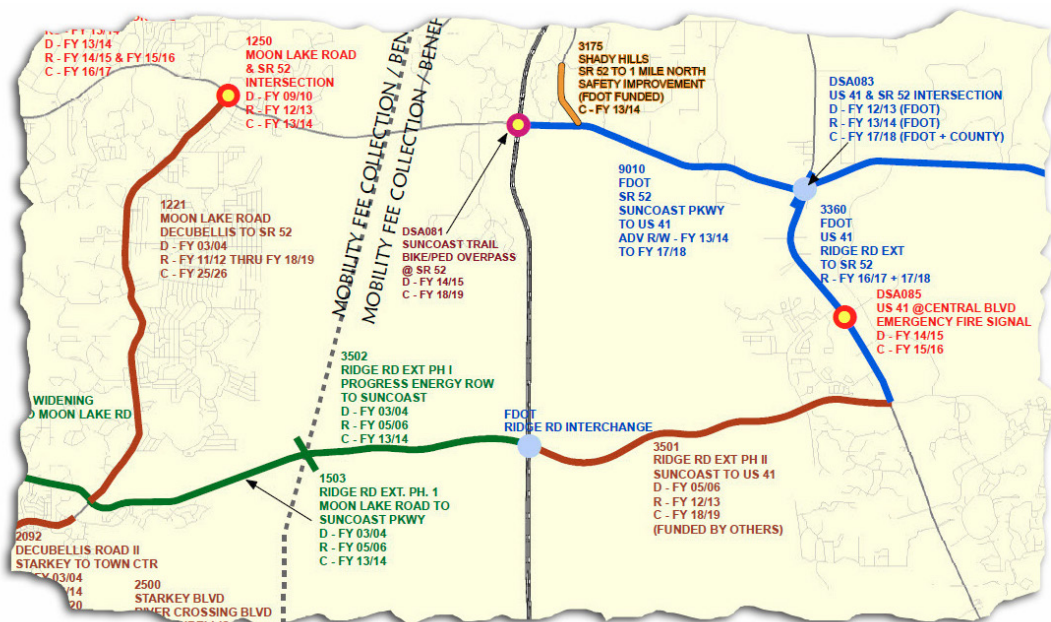 D - FY 13/14
R - FY 14/15 & FY 15/16
C - FY 16/17
1250
MOON LAKE ROAD
& SR 52
INTERSECTION
D - FY 09/10
R - FY 12/13
C - FY 13/14
MOBILITY FEE COLLECTION / BENE
MOBILITY FEE COLLECTION / BENEF
3175
SHADY HILLS
SR 52 TO 1 MILE NORTH
SAFETY IMPROVEMENT
(FDOT FUNDED)
C - FY 13/14
DSA083
US 41 & SR 52 INTERSECTION
D - FY 12/13 (FDOT)
R - FY 13/14 (FDOT)
C - FY 17/18 (FDOT + COUNTY)
1221
MOON LAKE ROAD
DECUBELLIS TO SR 52
D - FY 03/04
R - FY 11/12 THRU FY 18/19
C - FY 25/26
DSA081
SUNCOAST TRAIL
BIKE/PED OVERPASS
@ SR 52
D - FY 14/15
C - FY 18/19
9010
FDOT
SR 52
SUNCOAST PKWY
TO US 41
ADV R/W - FY 13/14
TO FY 17/18
3360
FDOT
US 41
RIDGE RD EXT
TO SR 52
R - FY 16/17 + 17/18
DSA085
US 41 @CENTRAL BLVD
EMERGENCY FIRE SIGNAL
D - FY 14/15
C - FY 15/16
WIDENING
O MOON LAKE RD
3502
RIDGE RD EXT PH I
PROGRESS ENERGY ROW
TO SUNCOAST
D - FY 03/04
R - FY 05/06
C - FY 13/14
FDOT
RIDGE RD INTERCHANGE
3501
RIDGE RD EXT PH II
SUNCOAST TO US 41
D - FY 05/06
R - FY 12/13
C - FY 18/19
(FUNDED BY OTHERS)
1503
RIDGE RD EXT. PH. 1
MOON LAKE ROAD TO
SUNCOAST PKWY
D - FY 03/04
R - FY 05/06
C - FY 13/14
2092
DECUBELLIS ROAD II
STARKEY TO TOWN CTR
FY 03/04
/14
20
2500
STARKEY BLVD
RIVER CROSSING BLVD